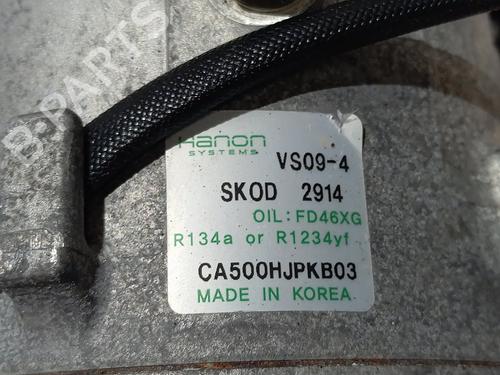 B-PARTS
Hanon
SYSTEMS
VS09-4
SKOD 2914
OIL: FD46XG
R134a or R1234yf
CA500HJPKB03
MADE IN KOREA